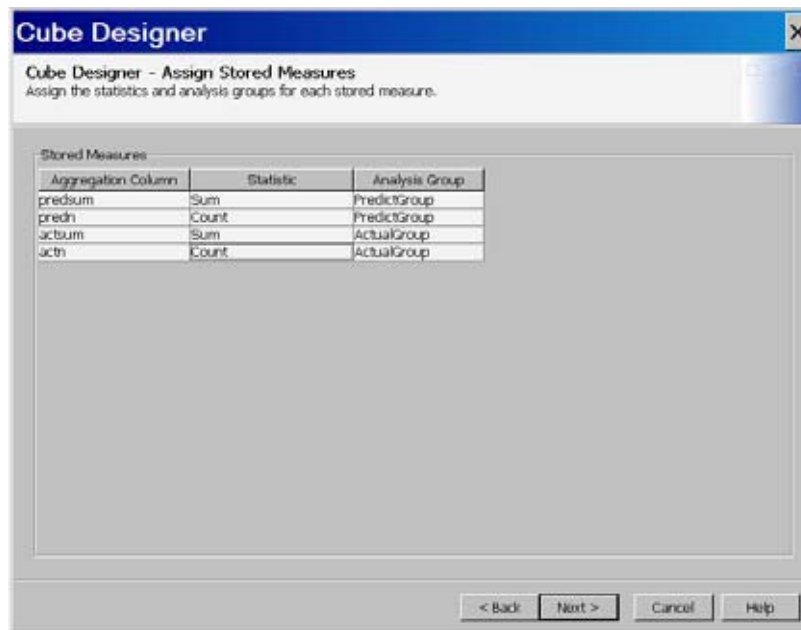 Cube Designer
Cube Designer - Assign Stored Measures
Assign the statistics and analysis groups for each stored measure.
Stored Measures
Aggregation Column Statistic Analysis Group
predsum Sum PredictGroup
predn Count PredictGroup
actsum Sum ActualGroup
actn Count ActualGroup
< Back Next > Cancel Help